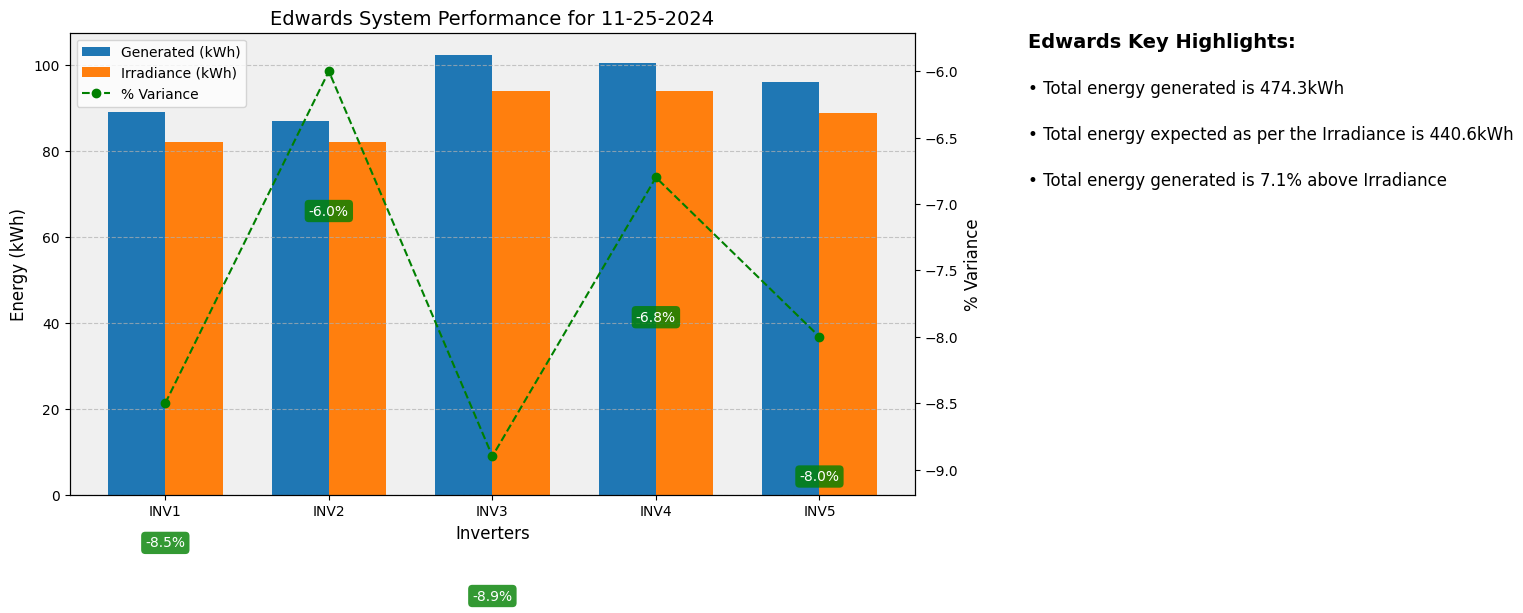 Edwards System Performance for 11-25-2024
Generated (kWh)
Irradiance (kWh)
% Variance
Energy (kWh)
100
80
60
40
20
0
INV1
INV2
INV3
INV4
INV5
Inverters
-8.5%
-6.0%
-8.9%
-6.8%
-8.0%
−6.0
−6.5
−7.0
−7.5
−8.0
−8.5
−9.0
% Variance
Edwards Key Highlights:
• Total energy generated is 474.3kWh
• Total energy expected as per the Irradiance is 440.6kWh
• Total energy generated is 7.1% above Irradiance